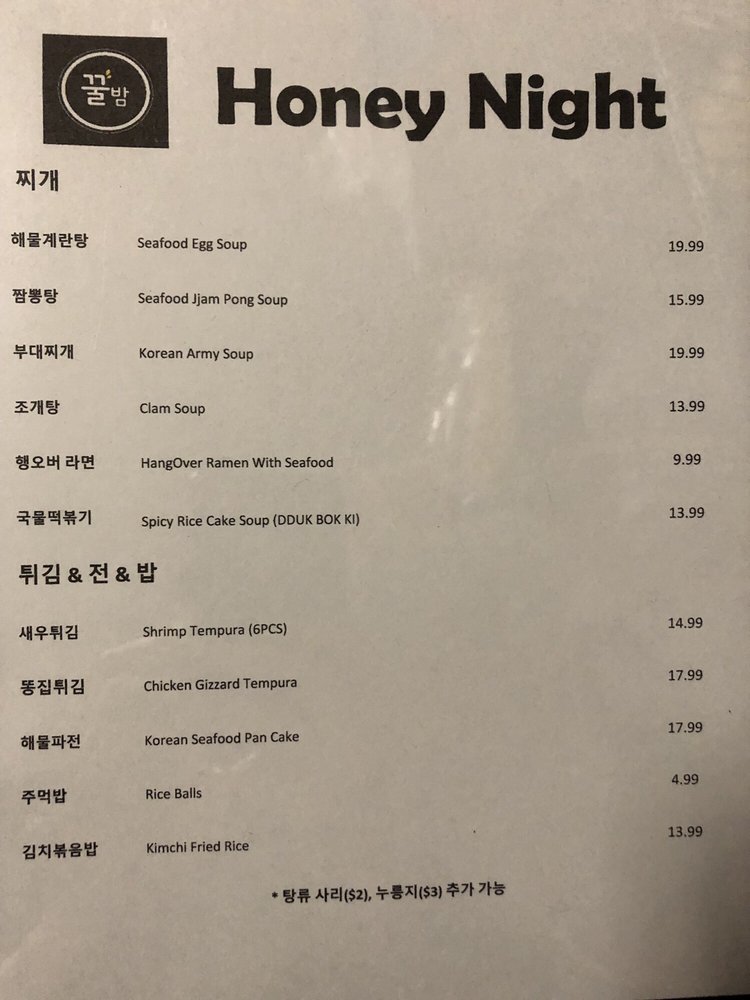 꿀밤
Honey Night
찌개
해물계란탕 Seafood Egg Soup 19.99
짬뽕탕 Seafood Jjam Pong Soup 15.99
부대찌개 Korean Army Soup 19.99
조개탕 Clam Soup 13.99
행오버 라면 HangOver Ramen With Seafood 9.99
국물떡볶기 Spicy Rice Cake Soup (DDUK BOK KI) 13.99
튀김 & 전 & 밥
새우튀김 Shrimp Tempura (6PCS) 14.99
똥집튀김 Chicken Gizzard Tempura 17.99
해물파전 Korean Seafood Pan Cake 17.99
주먹밥 Rice Balls 4.99
김치볶음밥 Kimchi Fried Rice 13.99
* 탕류 사리($2), 누룽지($3) 추가 가능